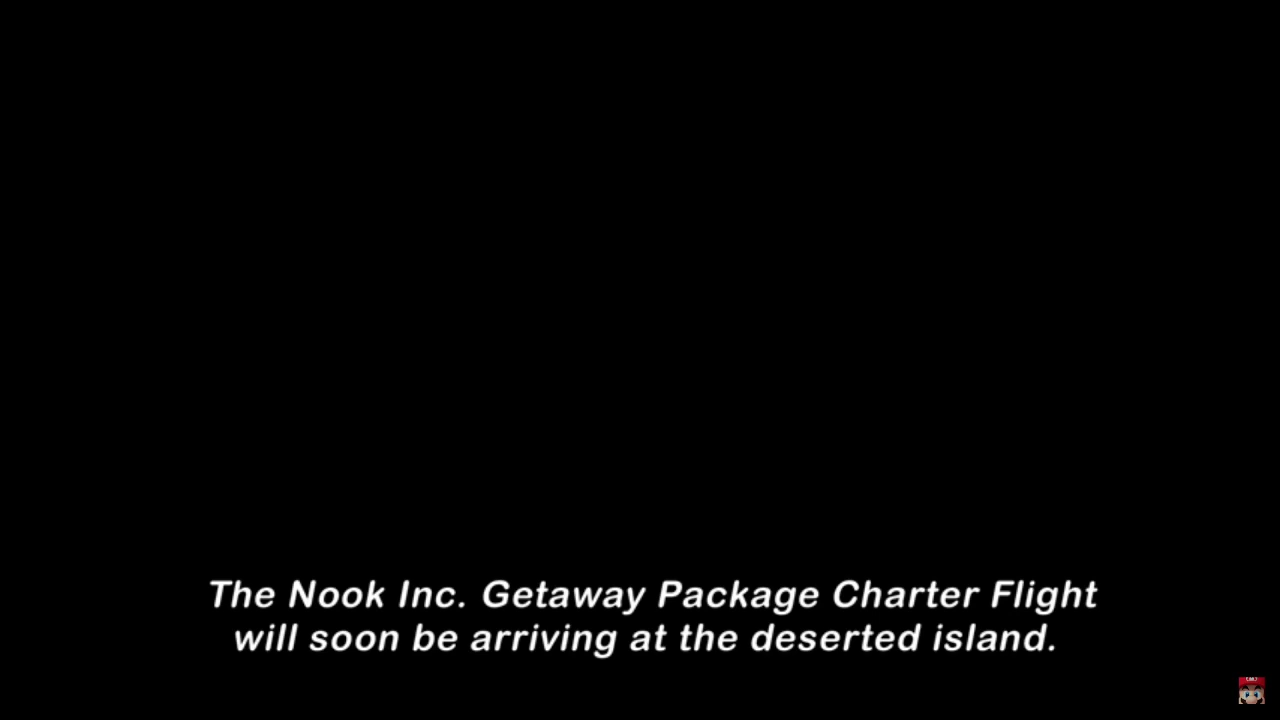 The Nook Inc. Getaway Package Charter Flight
will soon be arriving at the deserted island.